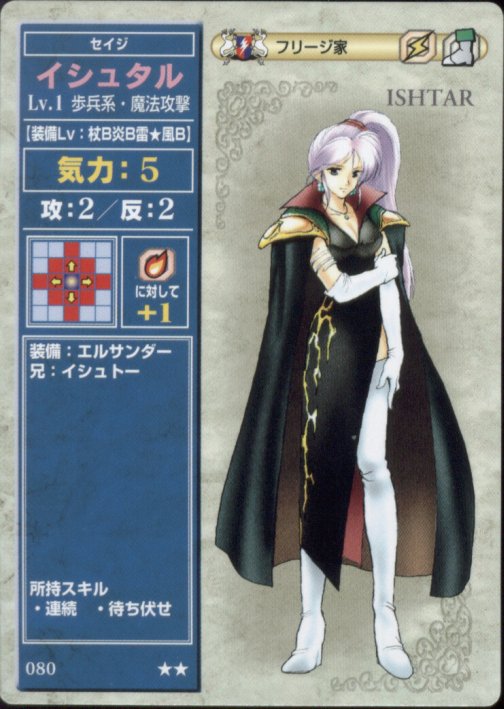 セイジ
イシュタル
Lv.1 歩兵系・魔法攻撃
【装備Lv:杖B炎B雷★風B】
気力:5
攻:2/反:2
に対して
+1
装備:エルサンダー
兄:イシュトー
所持スキル
・連続 ・待ち伏せ
080 ★★
フリージ家
ISHTAR